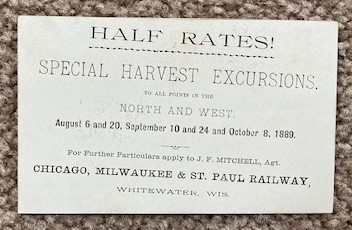 HALF RATES!
SPECIAL HARVEST EXCURSIONS.
TO ALL POINTS IN THE
NORTH AND WEST.
August 6 and 20, September 10 and 24 and October 8, 1889.
For Further Particulars apply to J. F. MITCHELL, Agt.
CHICAGO, MILWAUKEE & ST. PAUL RAILWAY,
WHITEWATER, WIS.